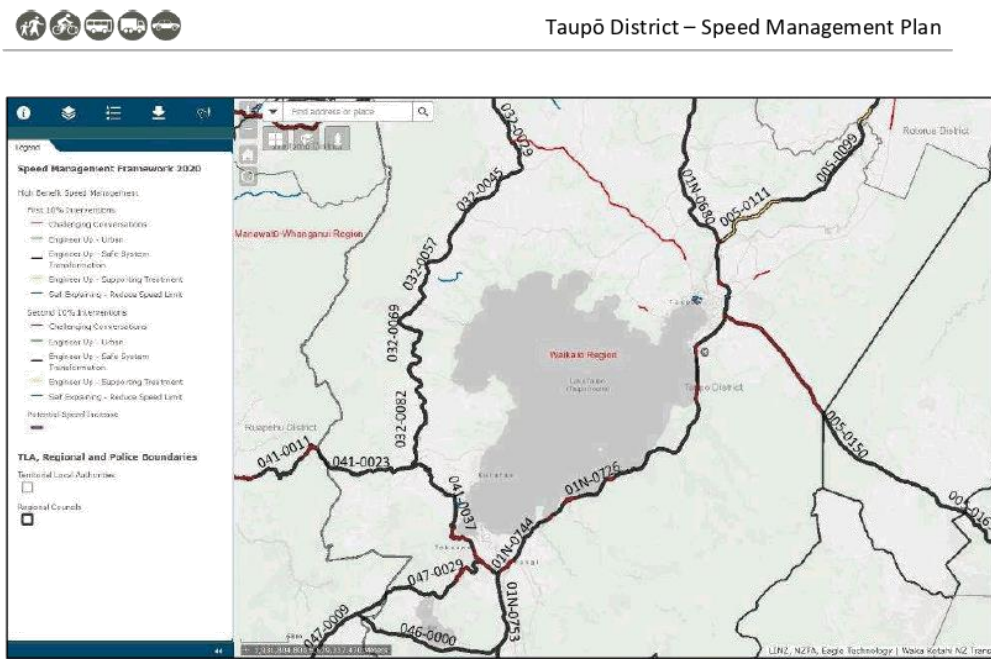 Taupō District – Speed Management Plan
Find address or place
Legend
Speed Management Framework 2020
High Benefit Speed Management
First 10% Interventions
Challenging Conversations
Engineer Up - Urban
Engineer Up - Safe System
Transformation
Engineer Up - Supporting Treatment
Self Explaining - Reduce Speed Limit
Second 10% Interventions
Challenging Conversations
Engineer Up - Urban
Engineer Up - Safe System
Transformation
Engineer Up - Supporting Treatment
Self Explaining - Reduce Speed Limit
Potential Speed Increase
TLA, Regional and Police Boundaries
Territorial Local Authorities
Regional Councils
District
Rotorua District
Manawatū-Whanganui Region
Waikato Region
Taupo District
Ruapehu District
032-0029
032-0045
032-0057
032-0069
032-0082
01N-0680
005-0111
005-0099
005-0150
005-016
041-0011
041-0023
041-0037
01N-0726
01N-0744
01N-0753
047-0029
047-0009
046-0000
LINZ, NZTA, Eagle Technology | Waka Kotahi NZ Trans